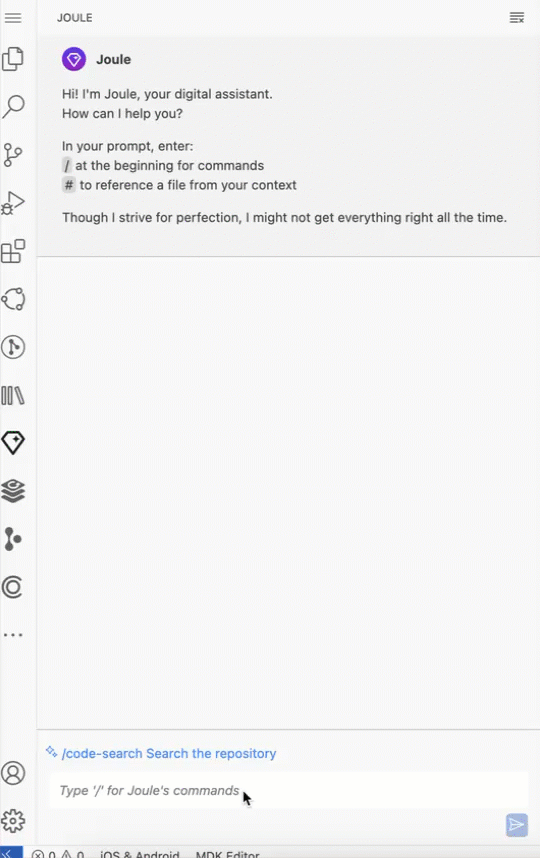 JOULE
Joule
Hi! I'm Joule, your digital assistant.
How can I help you?
In your prompt, enter:
/ at the beginning for commands
# to reference a file from your context
Though I strive for perfection, I might not get everything right all the time.
/code-search Search the repository
Type '/' for Joule's commands
0 0 iOS & Android MDK Editor